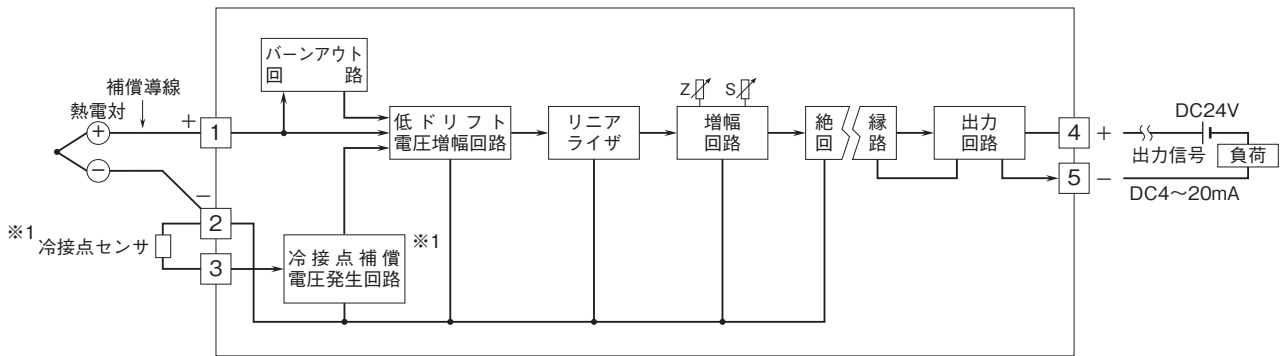 バーンアウト
回 路
補償導線
熱電対
+
−
+
1
−
2
3
※1 冷接点センサ
低ドリフト
電圧増幅回路
冷接点補償
電圧発生回路
※1
リニア
ライザ
Z
S
増幅
回路
絶 縁
回 路
出力
回路
4 +
5 −
DC24V
出力信号
負荷
DC4〜20mA